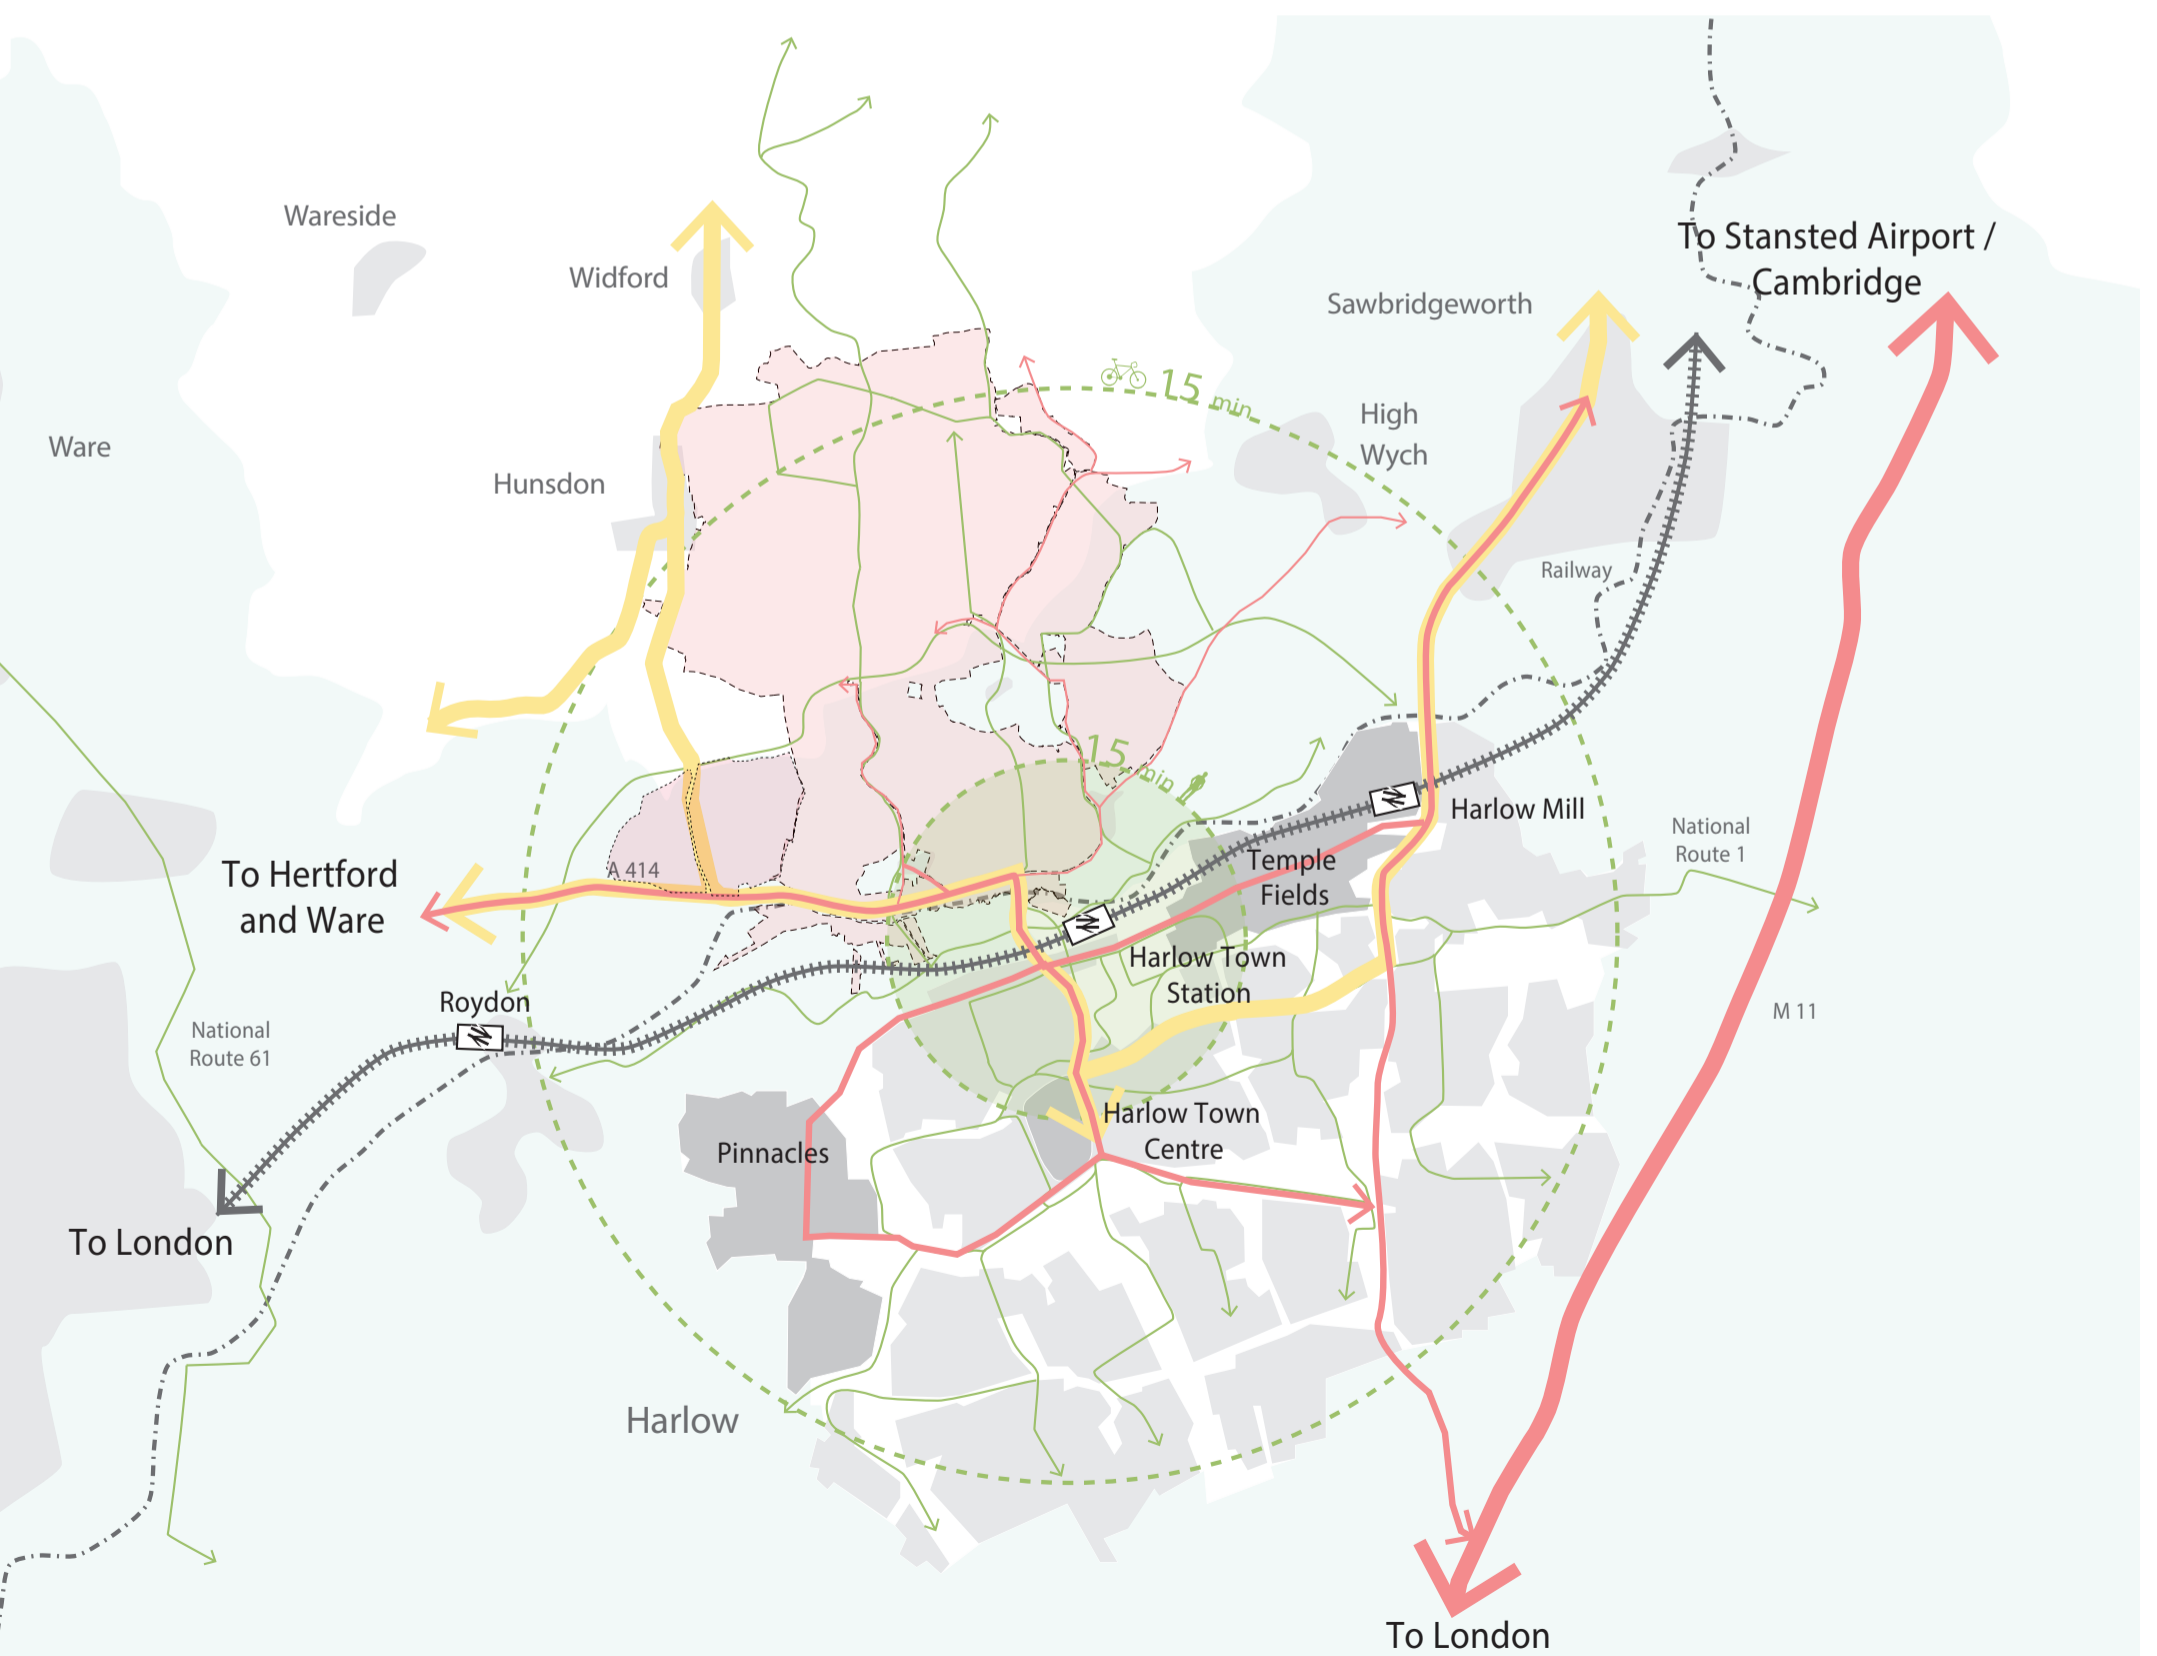 Wareside
Widford
To Stansted Airport /
Cambridge
Sawbridgeworth
15 min
High
Wych
Ware
Hunsdon
Railway
15 min
Harlow Mill
National
Route 1
A 414
To Hertford
and Ware
Temple
Fields
Harlow Town
Station
Roydon
National
Route 61
M 11
Harlow Town
Centre
Pinnacles
To London
Harlow
To London